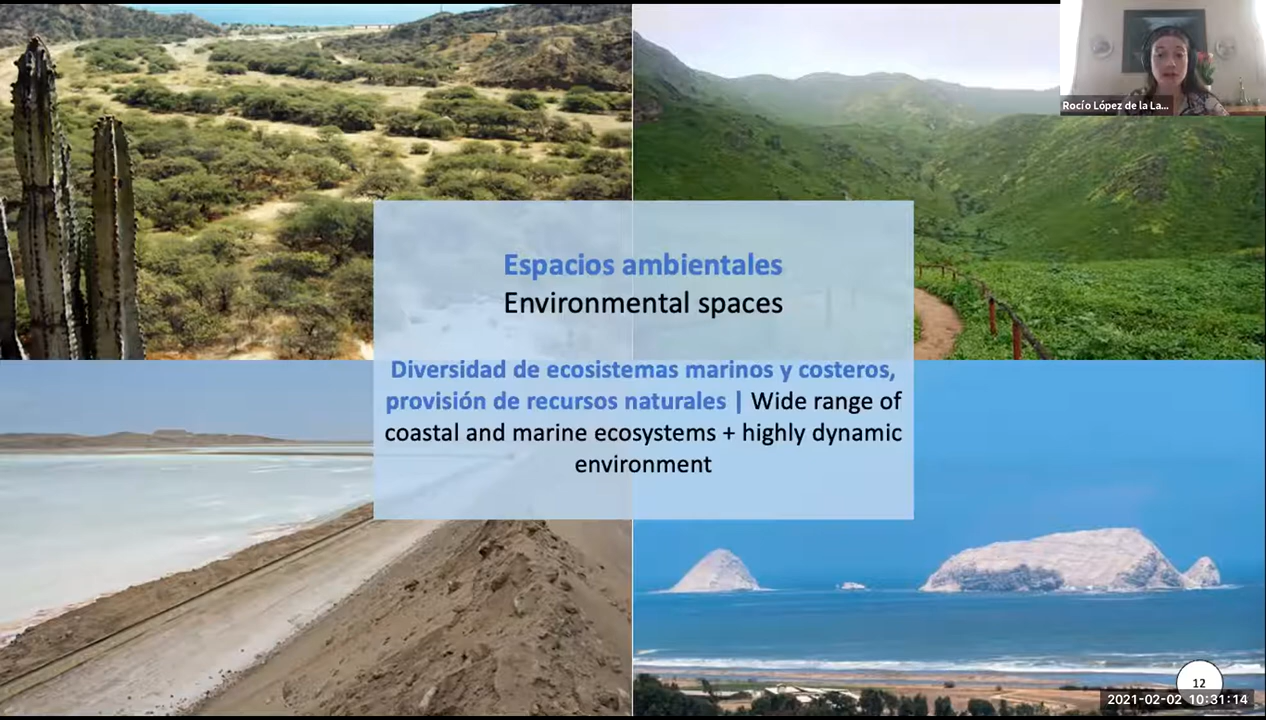 Rocío López de la La...
Espacios ambientales
Environmental spaces
Diversidad de ecosistemas marinos y costeros,
provisión de recursos naturales | Wide range of
coastal and marine ecosystems + highly dynamic
environment
12
2021-02-02 10:31:14